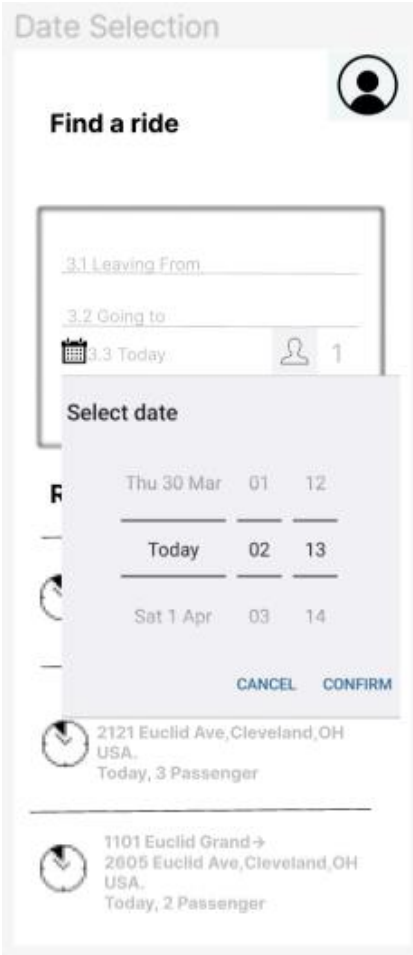 Date Selection
Find a ride
3.1 Leaving From
3.2 Going to
3.3 Today 1
Select date
R
Thu 30 Mar 01 12
Today 02 13
Sat 1 Apr 03 14
CANCEL CONFIRM
2121 Euclid Ave,Cleveland,OH
USA.
Today, 3 Passenger
1101 Euclid Grand→
2605 Euclid Ave,Cleveland,OH
USA.
Today, 2 Passenger